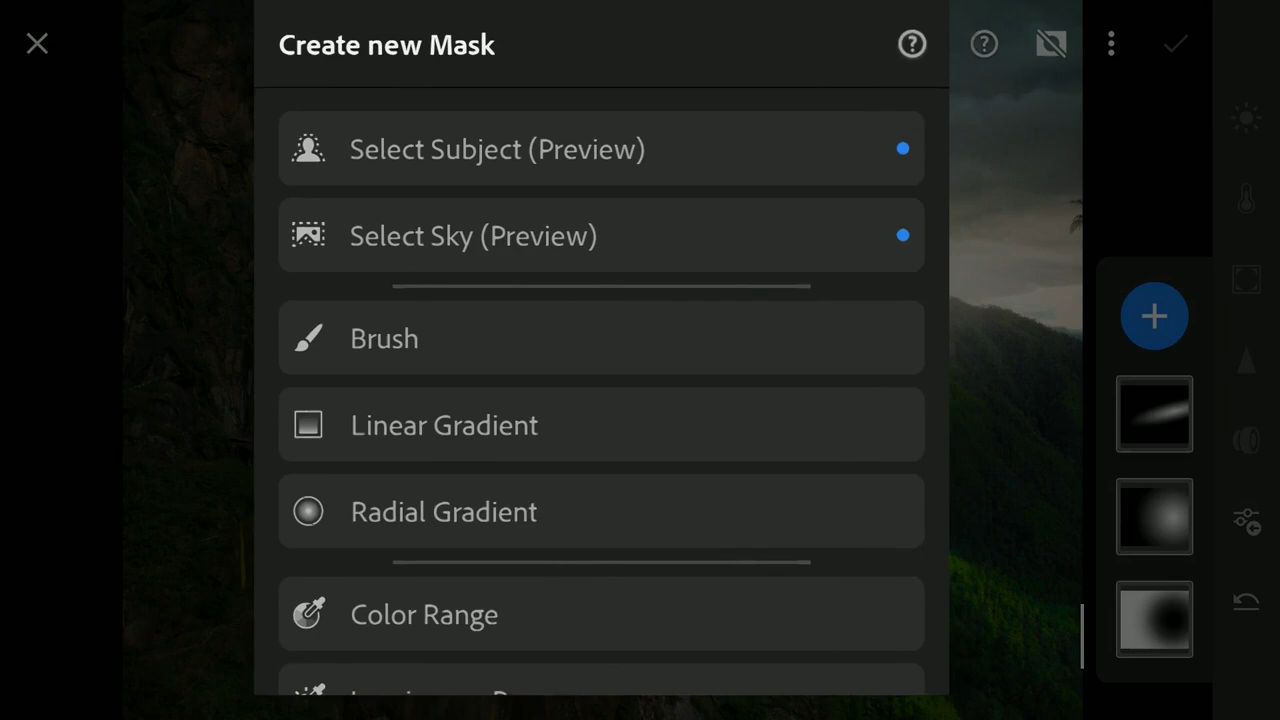 Create new Mask
Select Subject (Preview)
Select Sky (Preview)
Brush
Linear Gradient
Radial Gradient
Color Range